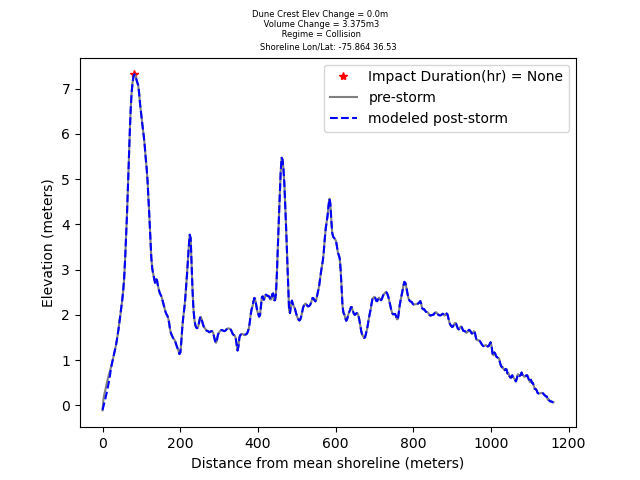 Dune Crest Elev Change = 0.0m
Volume Change = 3.375m3
Regime = Collision
Shoreline Lon/Lat: -75.864 36.53
Impact Duration(hr) = None
pre-storm
modeled post-storm
Elevation (meters)
7
6
5
4
3
2
1
0
0 200 400 600 800 1000 1200
Distance from mean shoreline (meters)